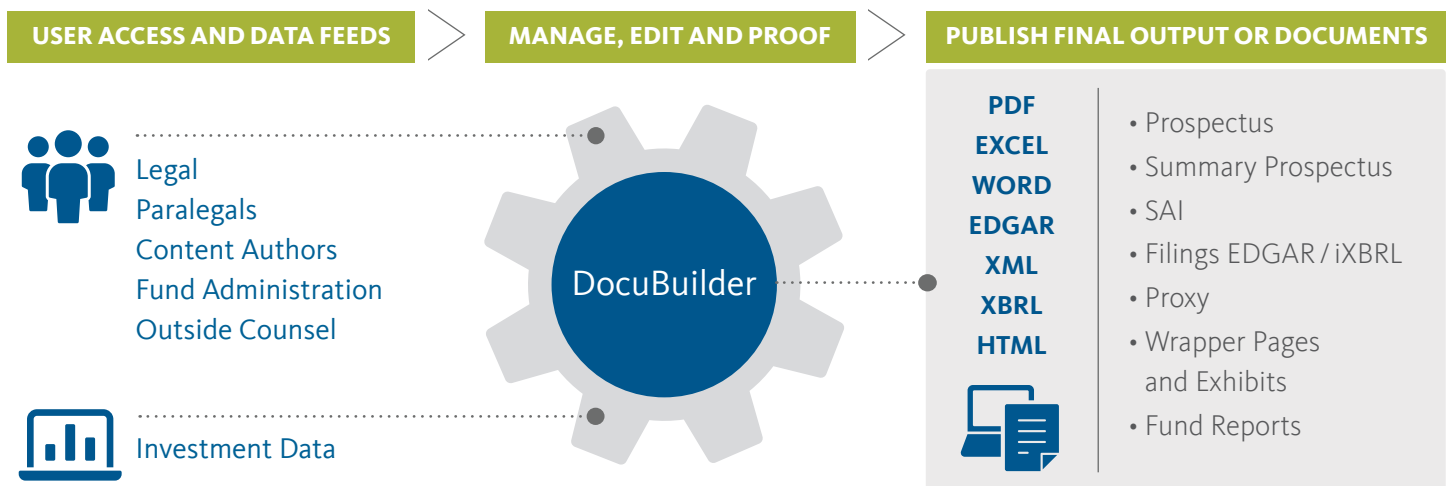 USER ACCESS AND DATA FEEDS
MANAGE, EDIT AND PROOF
PUBLISH FINAL OUTPUT OR DOCUMENTS
Legal
Paralegals
Content Authors
Fund Administration
Outside Counsel
Investment Data
DocuBuilder
PDF
EXCEL
WORD
EDGAR
XML
XBRL
HTML
• Prospectus
• Summary Prospectus
• SAI
• Filings EDGAR / iXBRL
• Proxy
• Wrapper Pages
and Exhibits
• Fund Reports